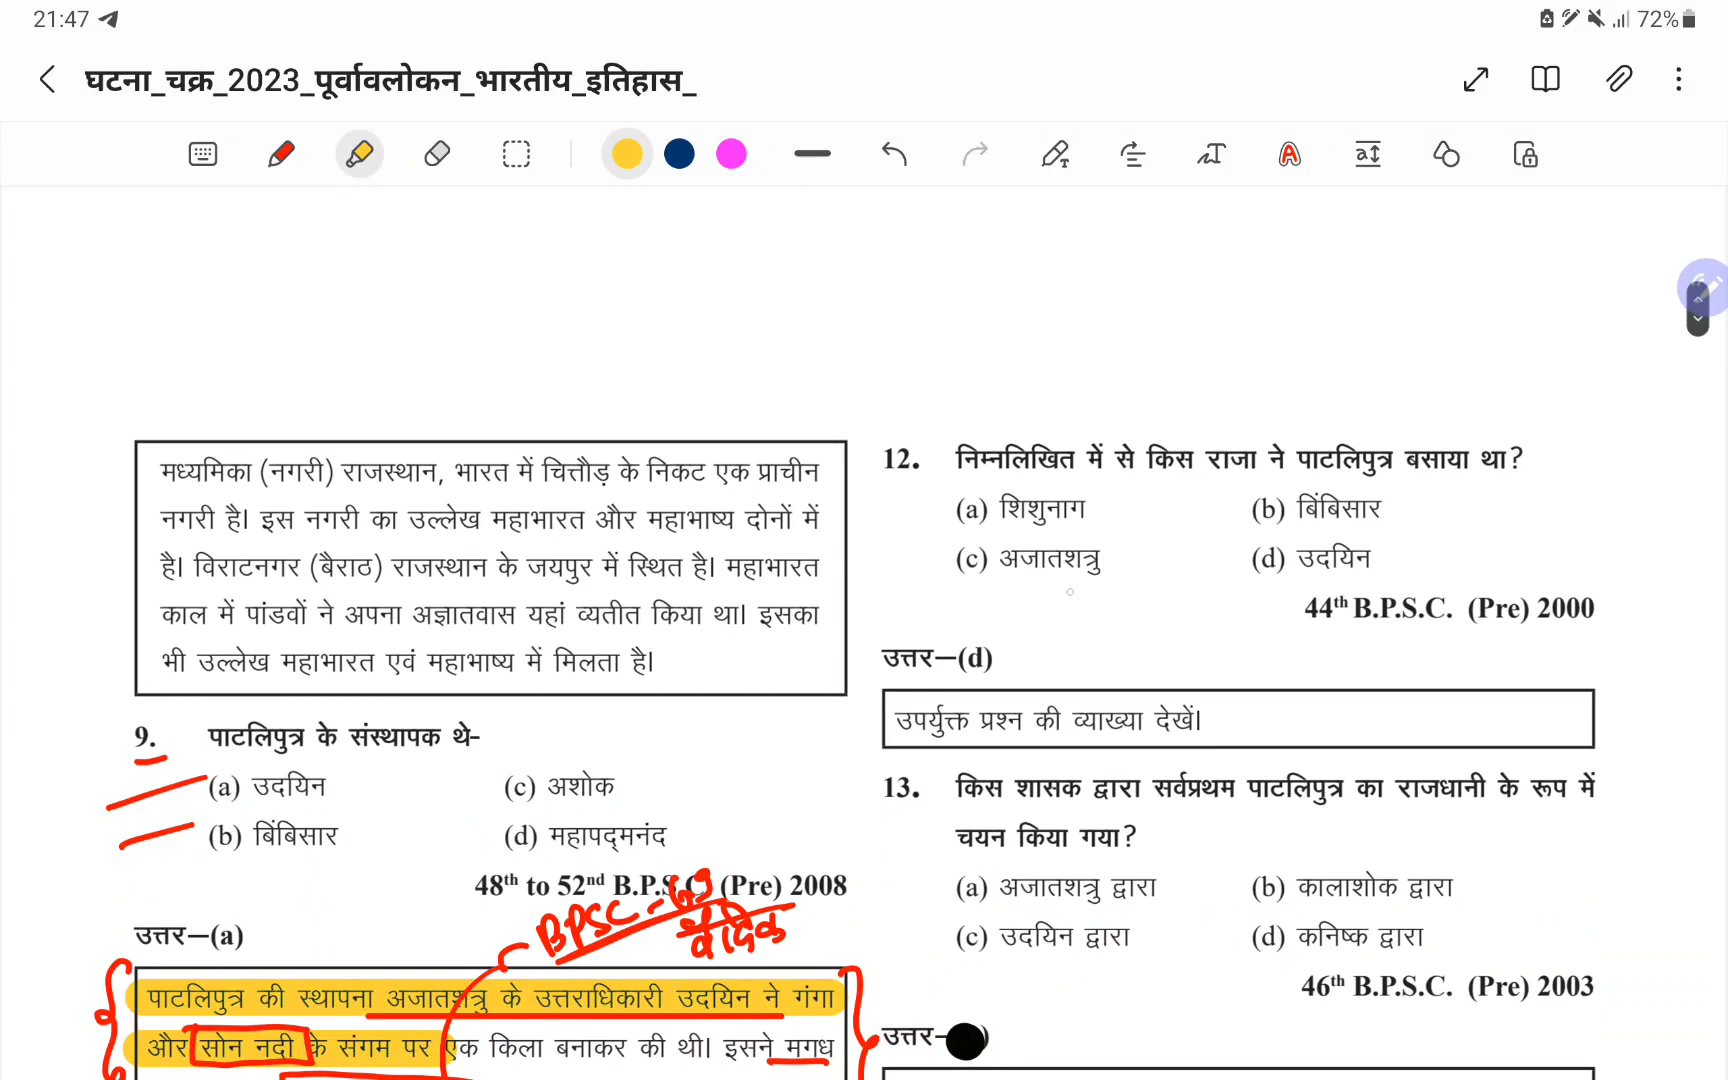 21:47
72%
घटना_चक्र_2023_पूर्वावलोकन_भारतीय_इतिहास_
मध्यमिका (नगरी) राजस्थान, भारत में चित्तौड़ के निकट एक प्राचीन
नगरी है। इस नगरी का उल्लेख महाभारत और महाभाष्य दोनों में
है। विराटनगर (बैराठ) राजस्थान के जयपुर में स्थित है। महाभारत
काल में पांडवों ने अपना अज्ञातवास यहां व्यतीत किया था। इसका
भी उल्लेख महाभारत एवं महाभाष्य में मिलता है।
9. पाटलिपुत्र के संस्थापक थे-
(a) उदयिन (c) अशोक
(b) बिंबिसार (d) महापद्मनंद
48th to 52nd B.P.S.C. (Pre) 2008
BPSC-69
उत्तर–(a)
पाटलिपुत्र की स्थापना अजातशत्रु के उत्तराधिकारी उदयिन ने गंगा
और सोन नदी के संगम पर एक किला बनाकर की थी। इसने मगध
12. निम्नलिखित में से किस राजा ने पाटलिपुत्र बसाया था?
(a) शिशुनाग (b) बिंबिसार
(c) अजातशत्रु (d) उदयिन
44th B.P.S.C. (Pre) 2000
उत्तर–(d)
उपर्युक्त प्रश्न की व्याख्या देखें।
13. किस शासक द्वारा सर्वप्रथम पाटलिपुत्र का राजधानी के रूप में
चयन किया गया?
(a) अजातशत्रु द्वारा (b) कालाशोक द्वारा
(c) उदयिन द्वारा (d) कनिष्क द्वारा
46th B.P.S.C. (Pre) 2003
उत्तर–